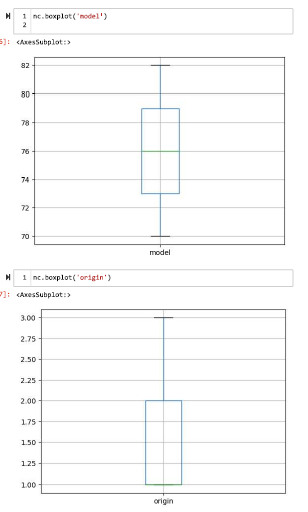 1 nc.boxplot('model')
2
6]: <AxesSubplot:>
82
80
78
76
74
72
70
model
1 nc.boxplot('origin')
7]: <AxesSubplot:>
3.00
2.75
2.50
2.25
2.00
1.75
1.50
1.25
1.00
origin